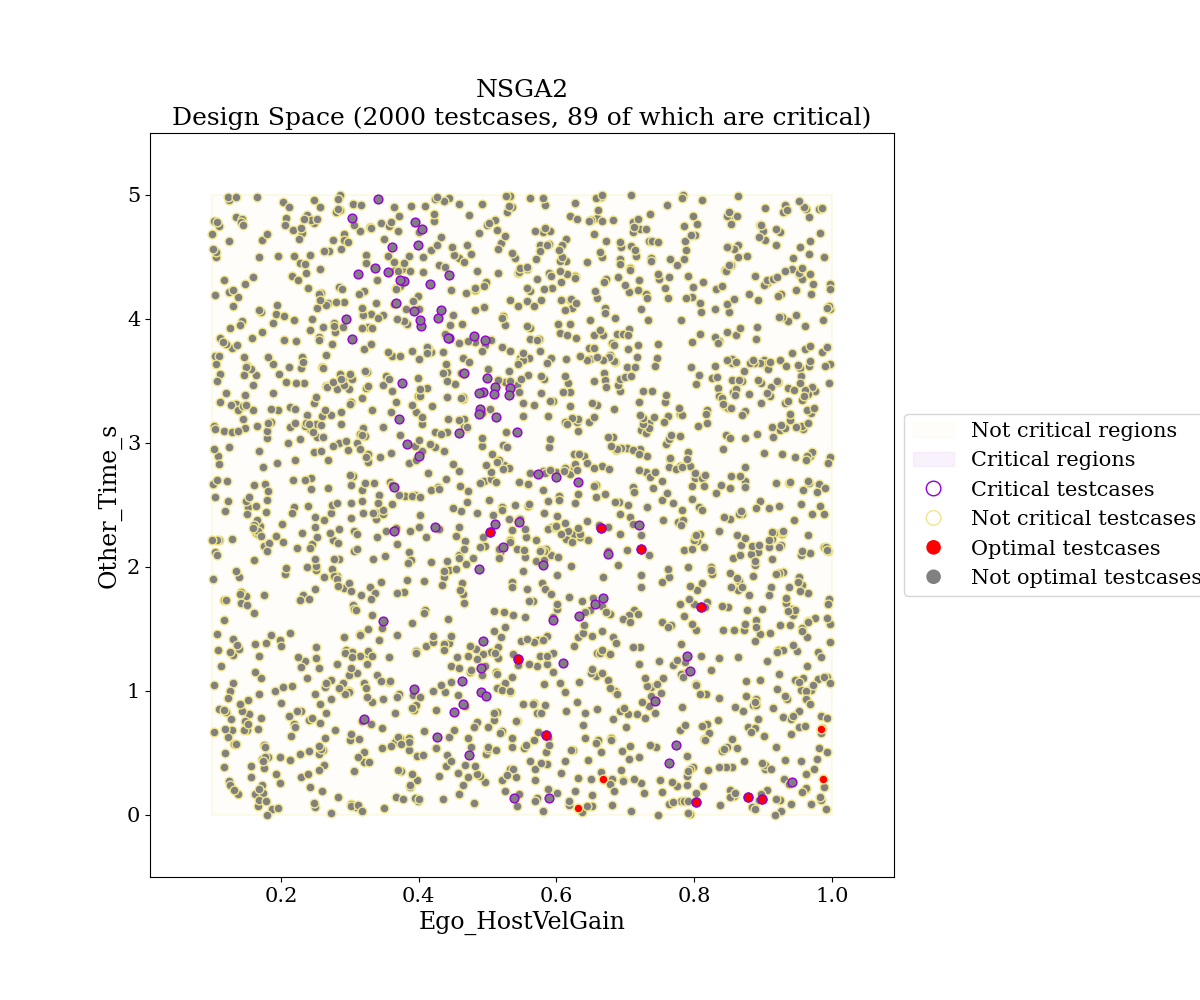 NSGA2
Design Space (2000 testcases, 89 of which are critical)
5
4
3
2
1
0
Other_Time_s
0.2
0.4
0.6
0.8
1.0
Ego_HostVelGain
Not critical regions
Critical regions
Critical testcases
Not critical testcases
Optimal testcases
Not optimal testcases